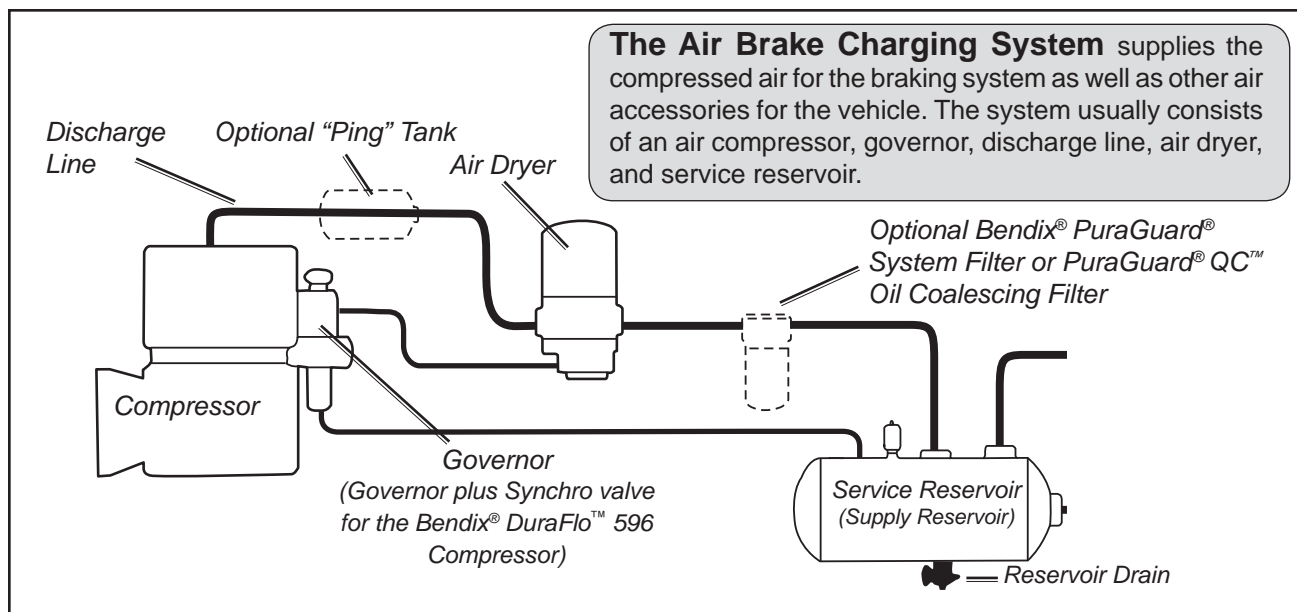 The Air Brake Charging System supplies the
compressed air for the braking system as well as other air
accessories for the vehicle. The system usually consists
of an air compressor, governor, discharge line, air dryer,
and service reservoir.
Discharge
Line
Optional “Ping” Tank
Air Dryer
Optional Bendix® PuraGuard®
System Filter or PuraGuard® QC™
Oil Coalescing Filter
Compressor
Governor
(Governor plus Synchro valve
for the Bendix® DuraFlo™ 596
Compressor)
Service Reservoir
(Supply Reservoir)
Reservoir Drain